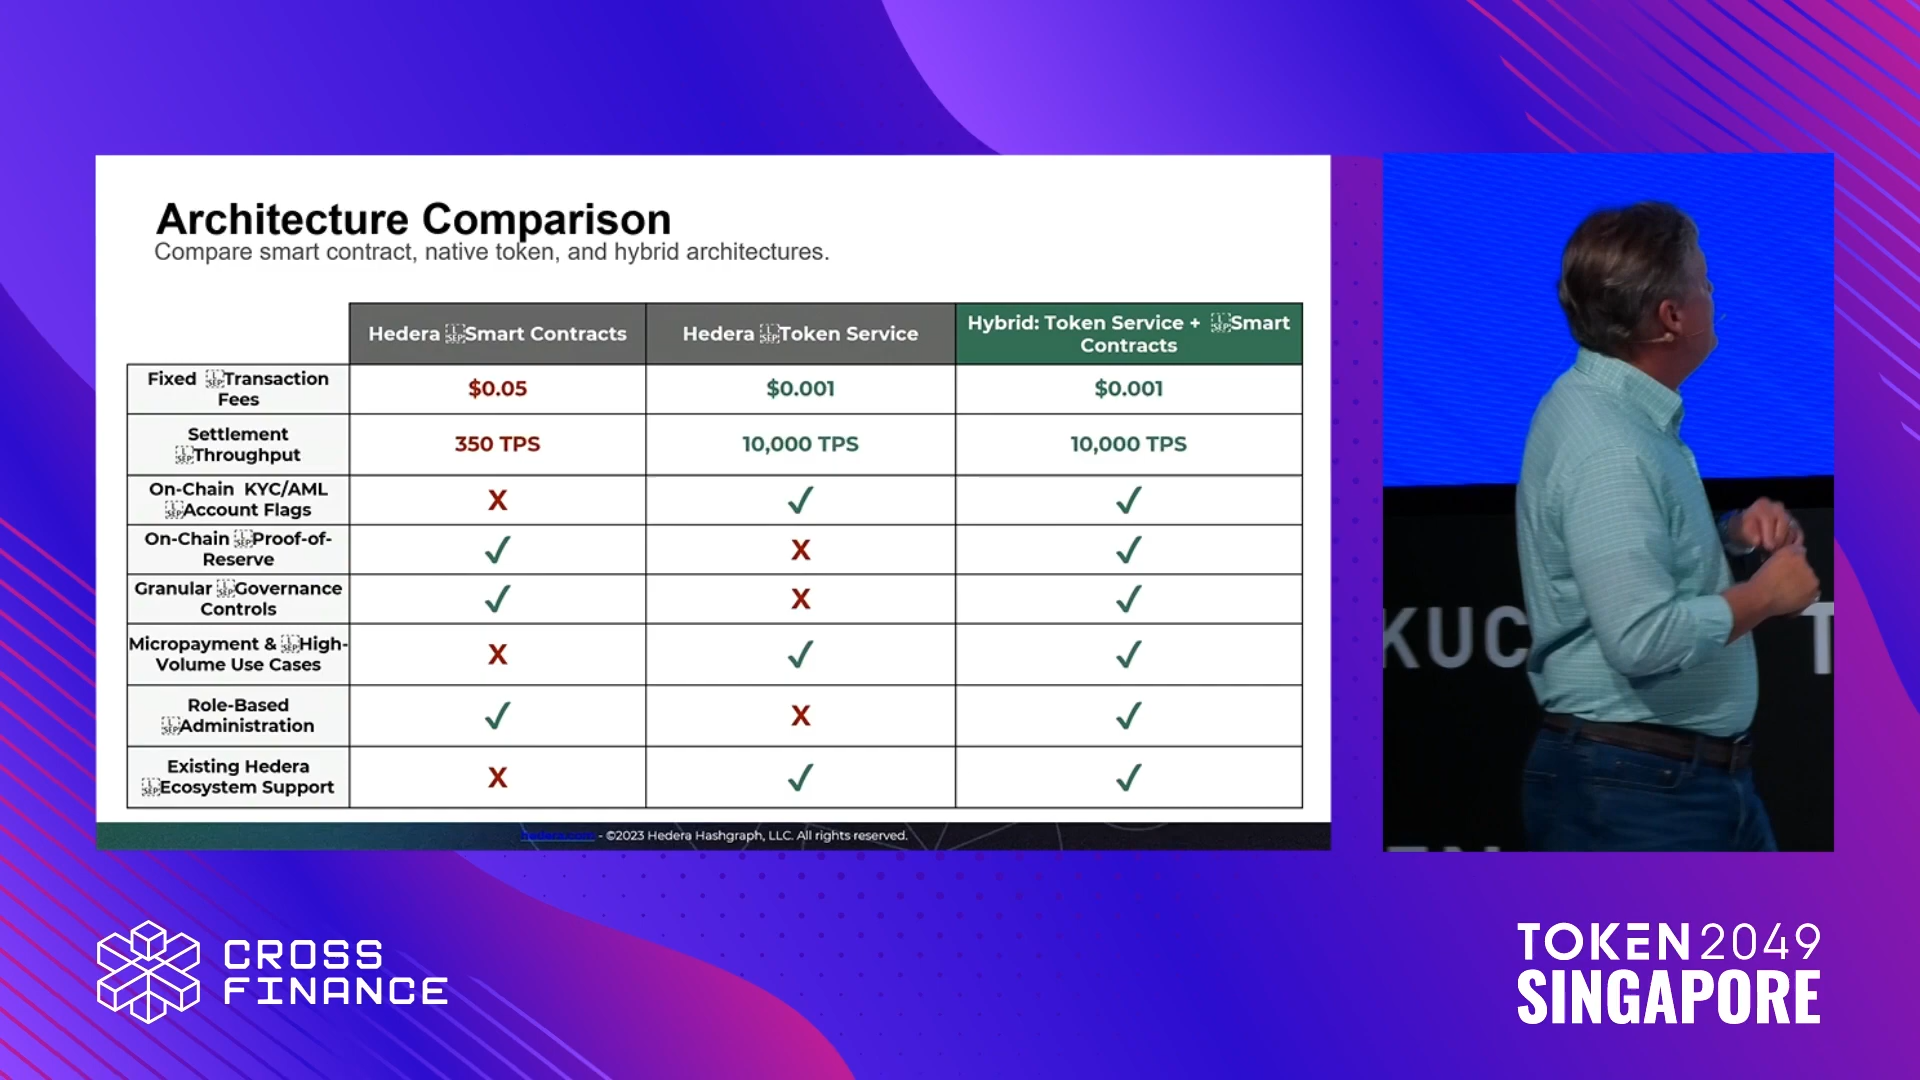 Architecture Comparison
Compare smart contract, native token, and hybrid architectures.
Hedera Smart Contracts
Hedera Token Service
Hybrid: Token Service + Smart
Contracts
Fixed Transaction
Fees
$0.05
$0.001
$0.001
Settlement
Throughput
350 TPS
10,000 TPS
10,000 TPS
On-Chain KYC/AML
Account Flags
X
✓
✓
On-Chain Proof-of-
Reserve
✓
X
✓
Granular Governance
Controls
✓
X
✓
Micropayment & High-
Volume Use Cases
X
✓
✓
Role-Based
Administration
✓
X
✓
Existing Hedera
Ecosystem Support
X
✓
✓
hedera.com - ©2023 Hedera Hashgraph, LLC. All rights reserved.
KUC
T
CROSS
FINANCE
TOKEN2049
SINGAPORE